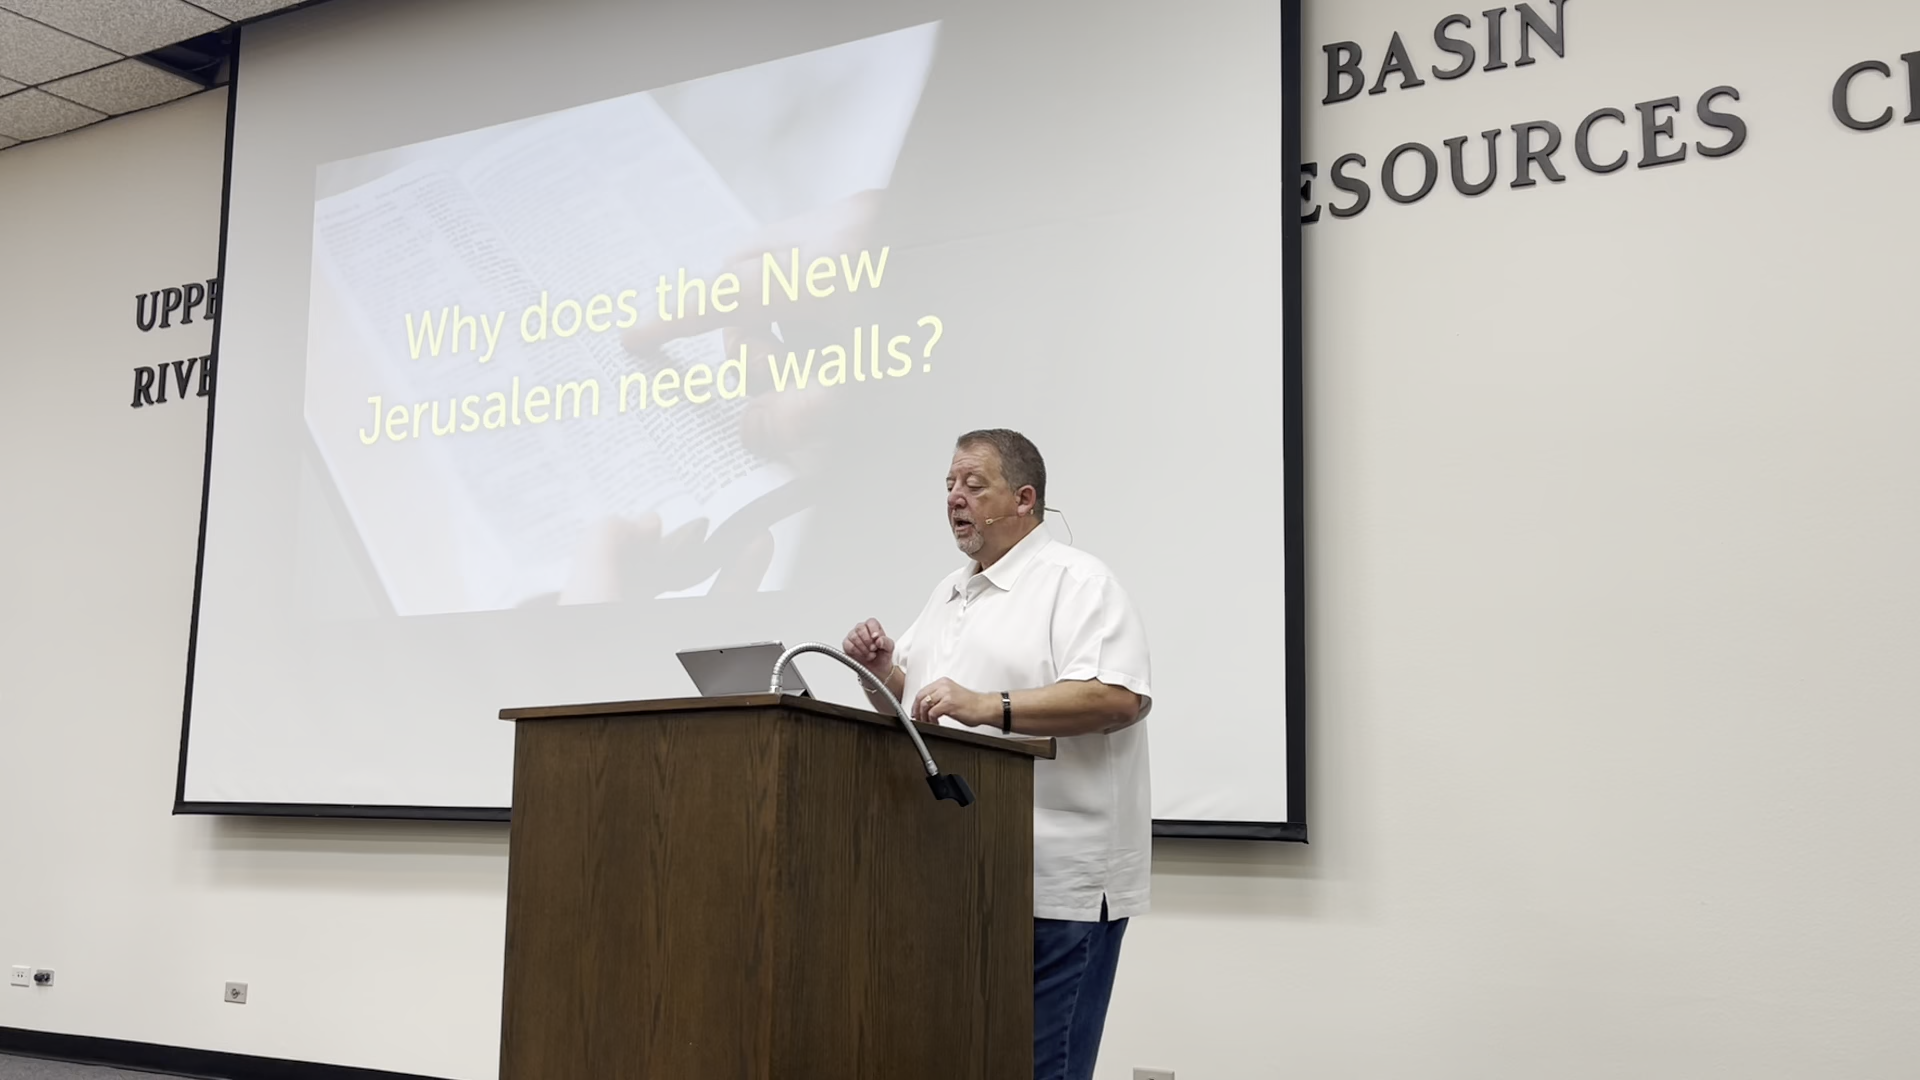 BASIN
ESOURCES
UPPE
RIVE
Why does the New
Jerusalem need walls?